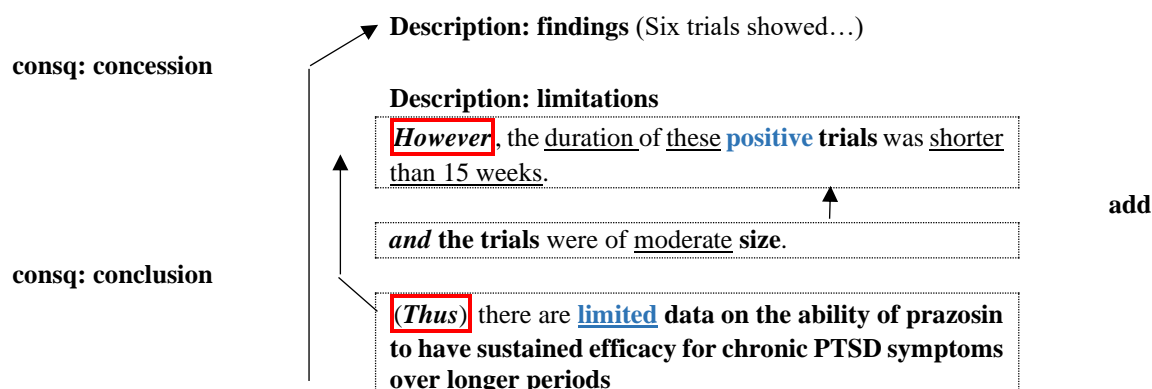 Description: findings (Six trials showed…)
consq: concession
Description: limitations
However, the duration of these positive trials was shorter
than 15 weeks.
add
and the trials were of moderate size.
consq: conclusion
(Thus) there are limited data on the ability of prazosin
to have sustained efficacy for chronic PTSD symptoms
over longer periods